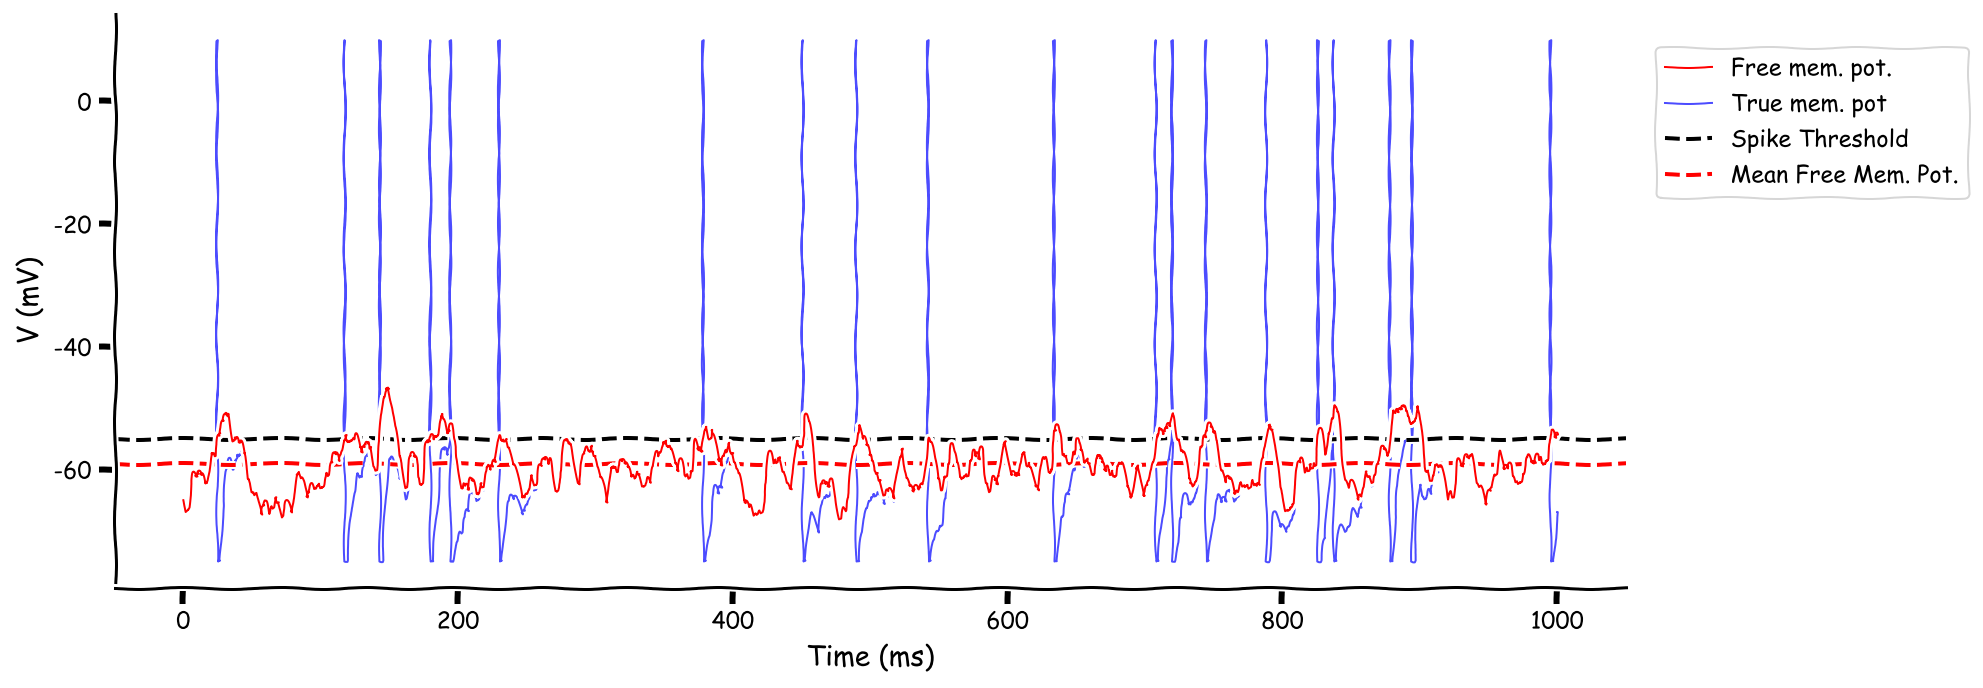 Free mem. pot.
True mem. pot
Spike Threshold
Mean Free Mem. Pot.
V (mV)
0
-20
-40
-60
0 200 400 600 800 1000
Time (ms)